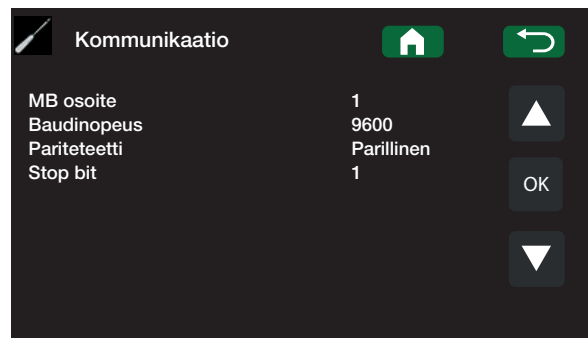 Kommunikaatio
MB osoite 1
Baudinopeus 9600
Pariteteetti Parillinen
Stop bit 1
OK